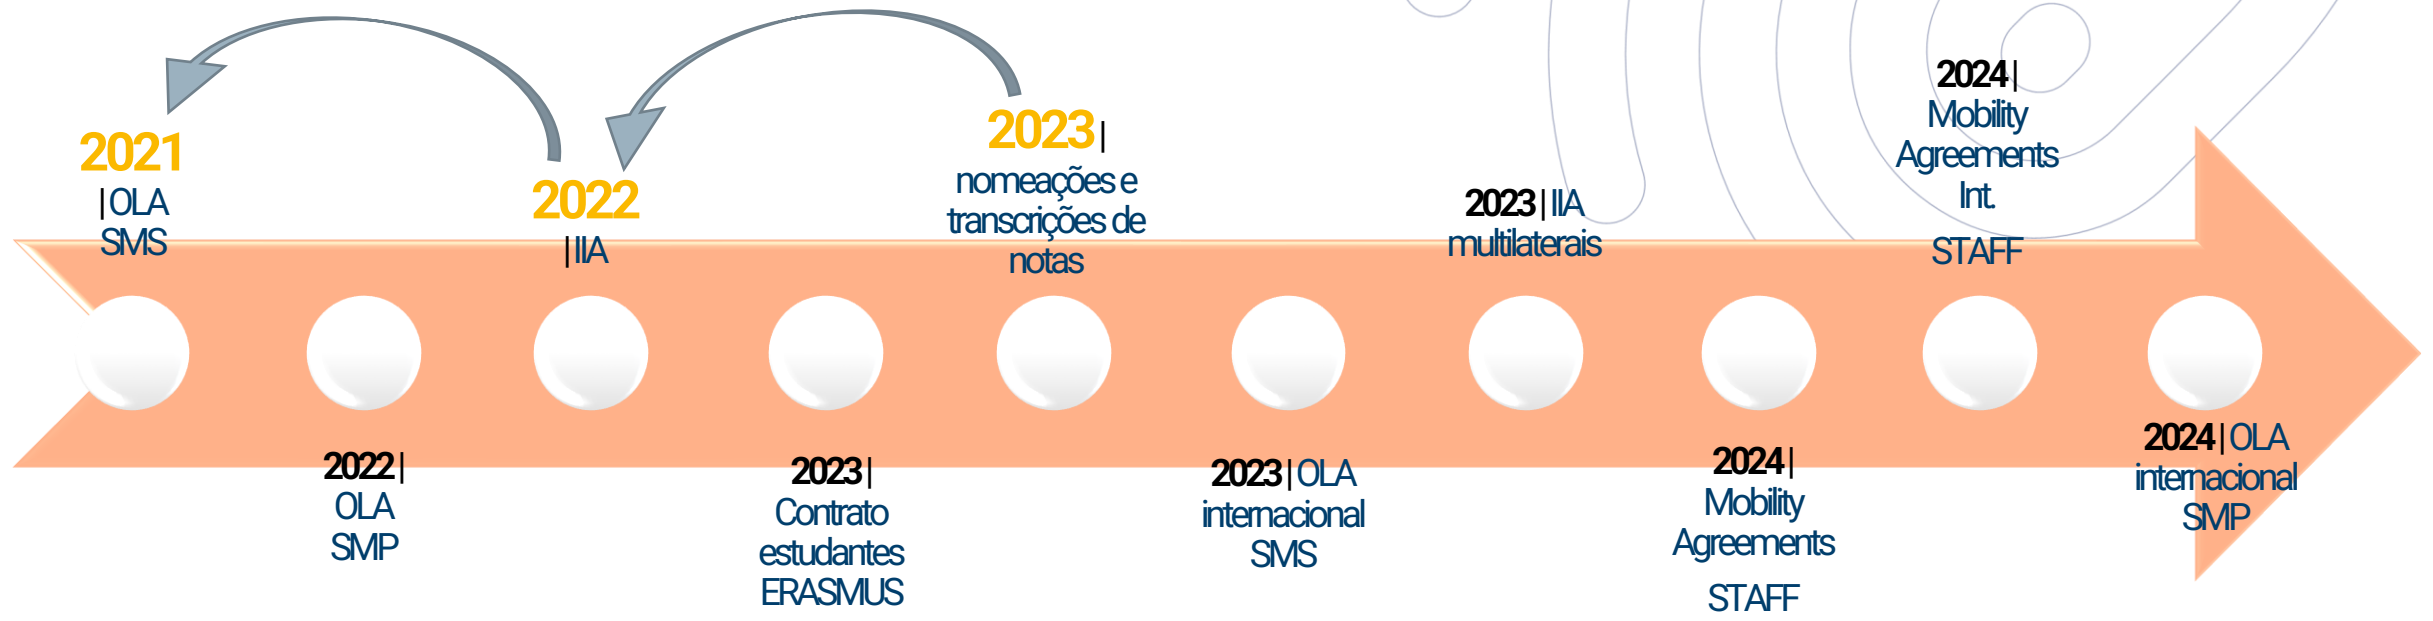 2021
|OLA
SMS
2022|
OLA
SMP
2022
|IIA
2023|
Contrato
estudantes
ERASMUS
2023|
nomeações e
transcrições de
notas
2023|OLA
internacional
SMS
2023|IIA
multilaterais
2024|
Mobility
Agreements
STAFF
2024|
Mobility
Agreements
Int.
STAFF
2024|OLA
internacional
SMP